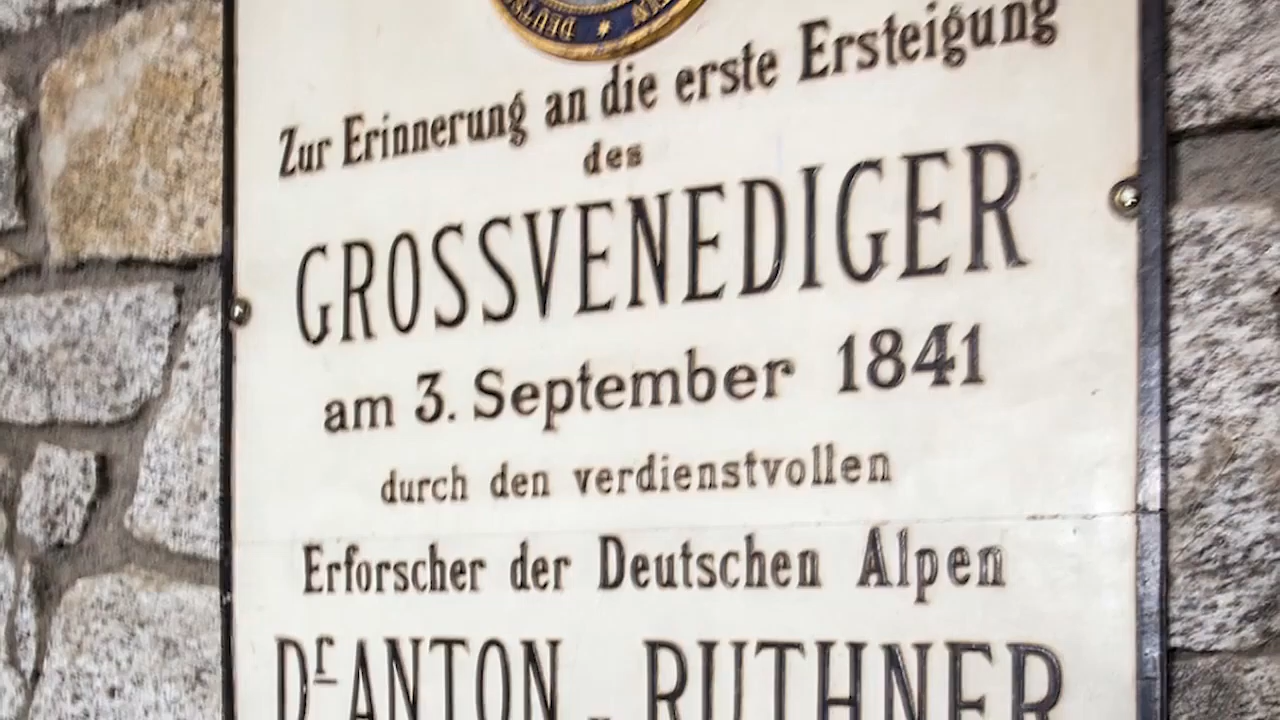 Zur Erinnerung an die erste Ersteigung
des
GROSSVENEDIGER
am 3. September 1841
durch den verdienstvollen
Erforscher der Deutschen Alpen
Dr ANTON RUTHNER